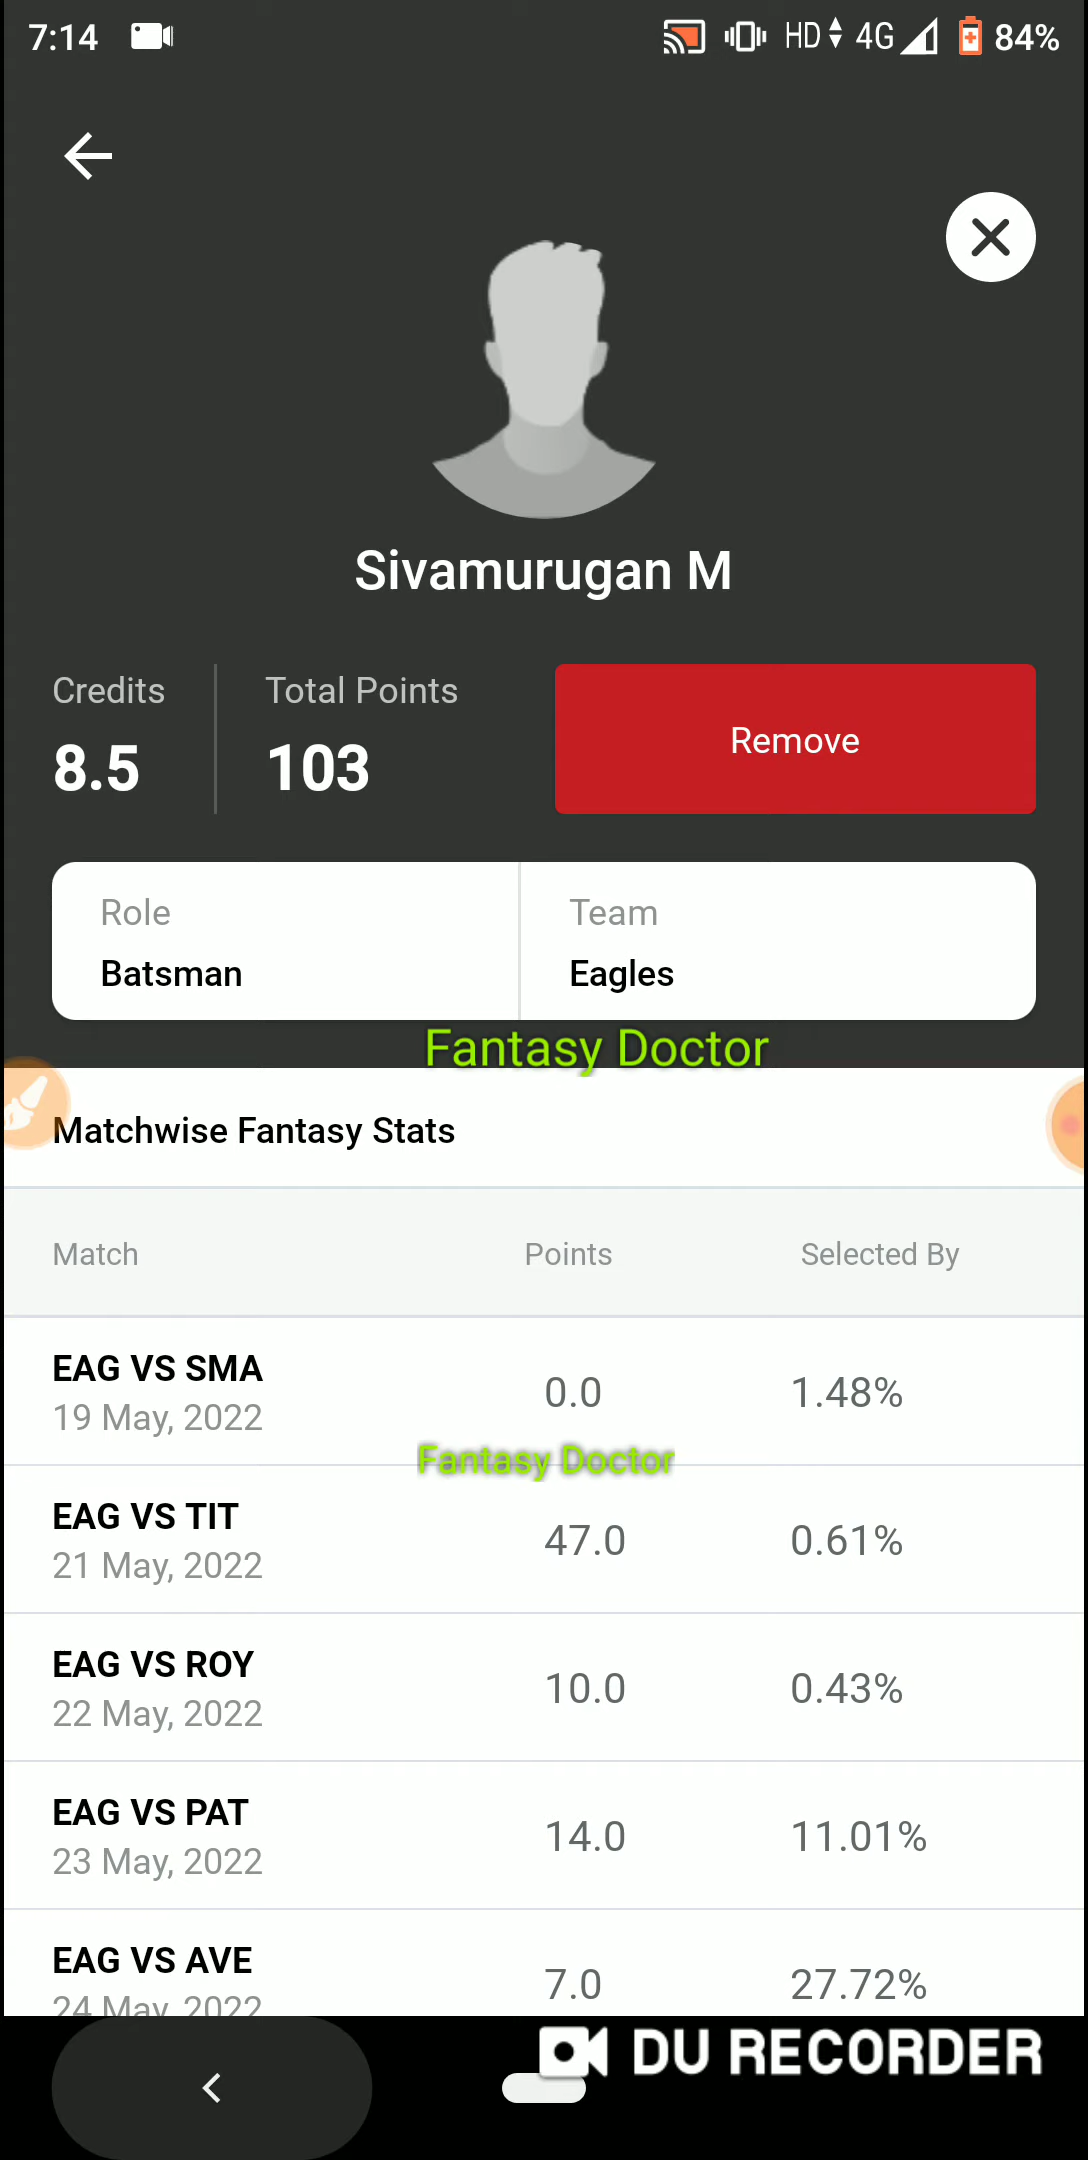 7:14 HD 4G 84%
Sivamurugan M
Credits Total Points
8.5 103
Remove
Role Team
Batsman Eagles
Fantasy Doctor
Matchwise Fantasy Stats
Match Points Selected By
EAG VS SMA
19 May, 2022 0.0 1.48%
Fantasy Doctor
EAG VS TIT
21 May, 2022 47.0 0.61%
EAG VS ROY
22 May, 2022 10.0 0.43%
EAG VS PAT
23 May, 2022 14.0 11.01%
EAG VS AVE
24 May, 2022 7.0 27.72%
DU RECORDER